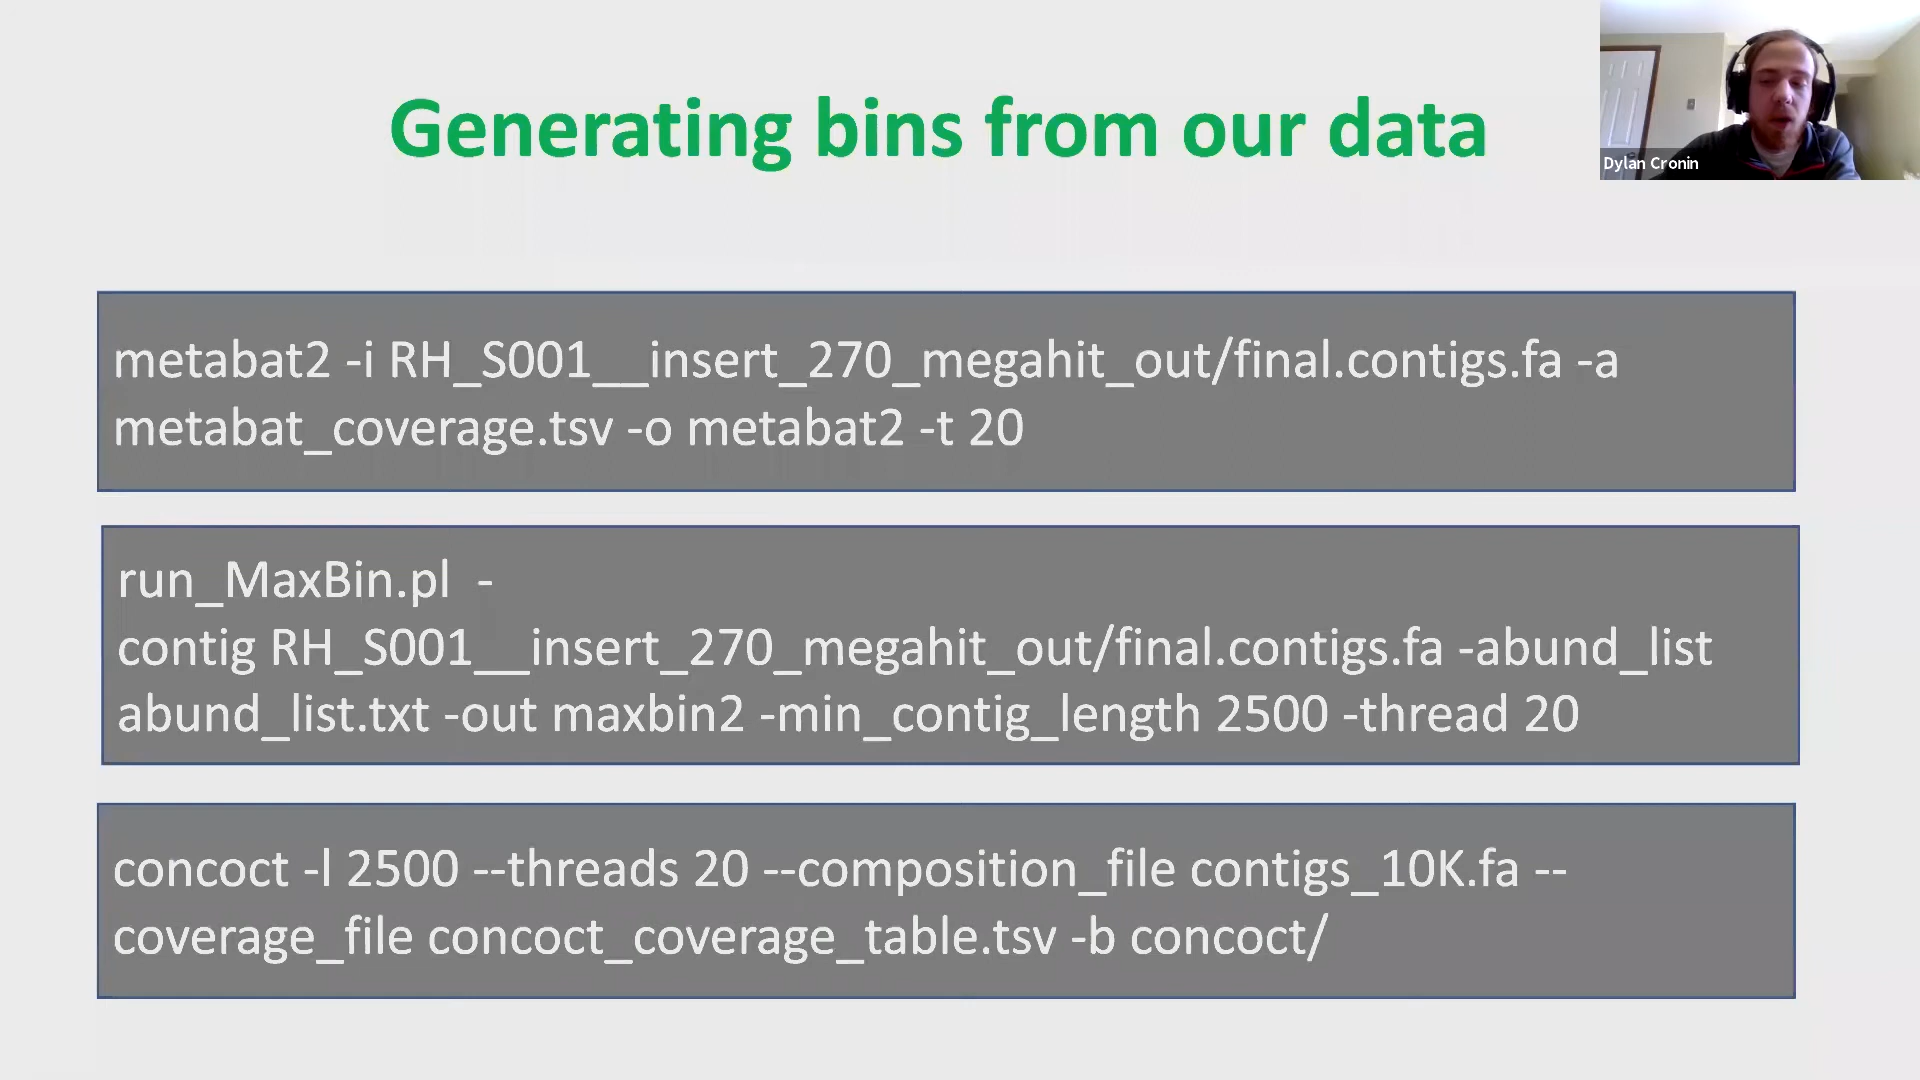 Generating bins from our data
Dylan Cronin
metabat2 -i RH_S001__insert_270_megahit_out/final.contigs.fa -a
metabat_coverage.tsv -o metabat2 -t 20
run_MaxBin.pl  -
contig RH_S001__insert_270_megahit_out/final.contigs.fa -abund_list
abund_list.txt -out maxbin2 -min_contig_length 2500 -thread 20
concoct -l 2500 --threads 20 --composition_file contigs_10K.fa --
coverage_file concoct_coverage_table.tsv -b concoct/